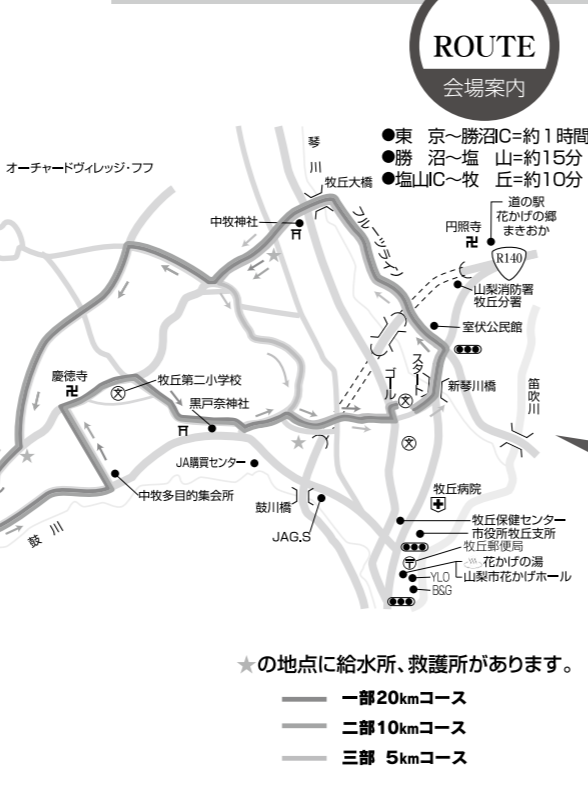 ROUTE
会場案内
●東　京~勝沼IC=約1時間
●勝　沼~塩　山=約15分
●塩山IC~牧　丘=約10分
オーチャードヴィレッジ・フフ
琴川
牧丘大橋
中牧神社
フルーツライン
道の駅
花かげの郷
まきおか
円照寺
R140
山梨消防署
牧丘分署
室伏公民館
スタート
ゴール
新琴川橋
笛吹川
慶徳寺
文
牧丘第二小学校
黒戸奈神社
文
文
JA購買センター
中牧多目的集会所
鼓川橋
JAG.S
鼓川
牧丘病院
牧丘保健センター
市役所牧丘支所
牧丘郵便局
花かげの湯
YLO
山梨市花かげホール
B&G
★の地点に給水所、救護所があります。
一部20kmコース
二部10kmコース
三部 5kmコース